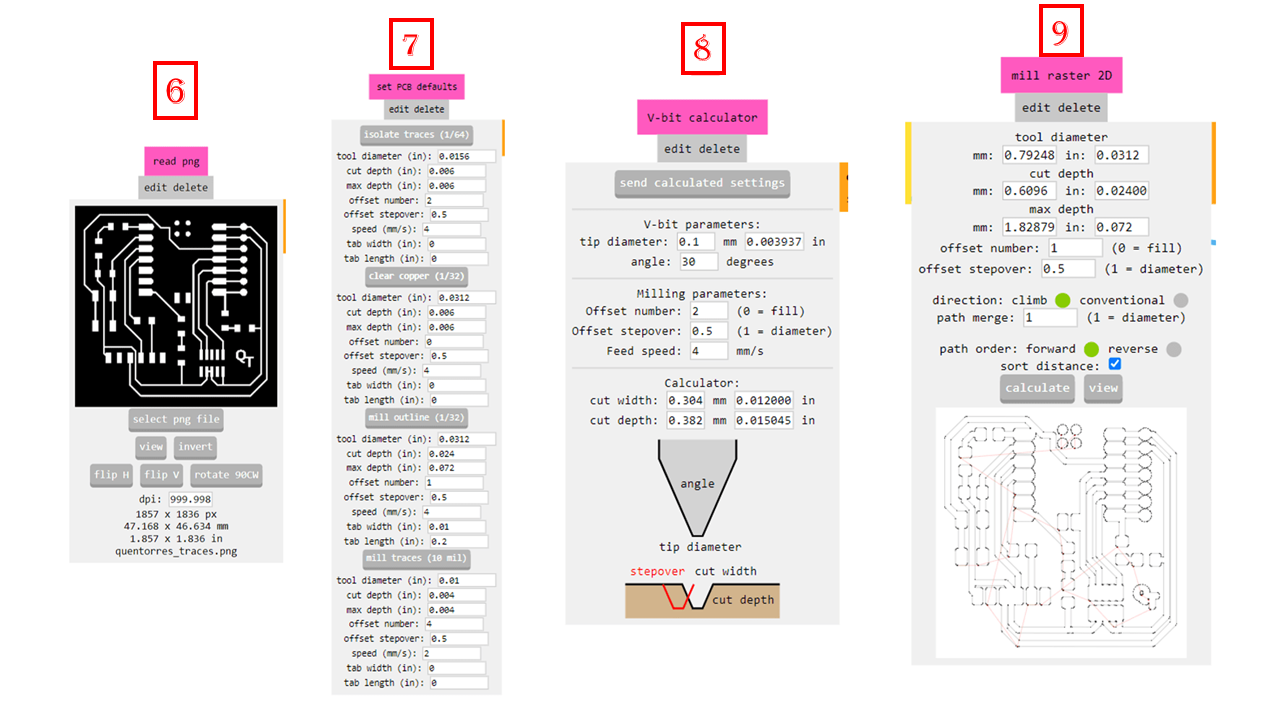 6
read png
edit delete
QT
select png file
view invert
flip H flip V rotate 90CW
dpi: 999.998
1857 x 1836 px
47.168 x 46.634 mm
1.857 x 1.836 in
quentorres_traces.png
7
set PCB defaults
edit delete
isolate traces (1/64)
tool diameter (in): 0.0156
cut depth (in): 0.006
max depth (in): 0.006
offset number: 2
offset stepover: 0.5
speed (mm/s): 4
tab width (in): 0
tab length (in): 0
clear copper (1/32)
tool diameter (in): 0.0312
cut depth (in): 0.006
max depth (in): 0.006
offset number: 0
offset stepover: 0.5
speed (mm/s): 4
tab width (in): 0
tab length (in): 0
mill outline (1/32)
tool diameter (in): 0.0312
cut depth (in): 0.024
max depth (in): 0.072
offset number: 1
offset stepover: 0.5
speed (mm/s): 4
tab width (in): 0.01
tab length (in): 0.2
mill traces (10 mil)
tool diameter (in): 0.01
cut depth (in): 0.004
max depth (in): 0.004
offset number: 4
offset stepover: 0.5
speed (mm/s): 2
tab width (in): 0
tab length (in): 0
8
V-bit calculator
edit delete
send calculated settings
V-bit parameters:
tip diameter: 0.1 mm 0.003937 in
angle: 30 degrees
Milling parameters:
Offset number: 2 (0 = fill)
Offset stepover: 0.5 (1 = diameter)
Feed speed: 4 mm/s
Calculator:
cut width: 0.304 mm 0.012000 in
cut depth: 0.382 mm 0.015045 in
angle
tip diameter
stepover cut width
cut depth
9
mill raster 2D
edit delete
tool diameter
mm: 0.79248 in: 0.0312
cut depth
mm: 0.6096 in: 0.02400
max depth
mm: 1.82879 in: 0.072
offset number: 1 (0 = fill)
offset stepover: 0.5 (1 = diameter)
direction: climb conventional
path merge: 1 (1 = diameter)
path order: forward reverse
sort distance:
calculate view